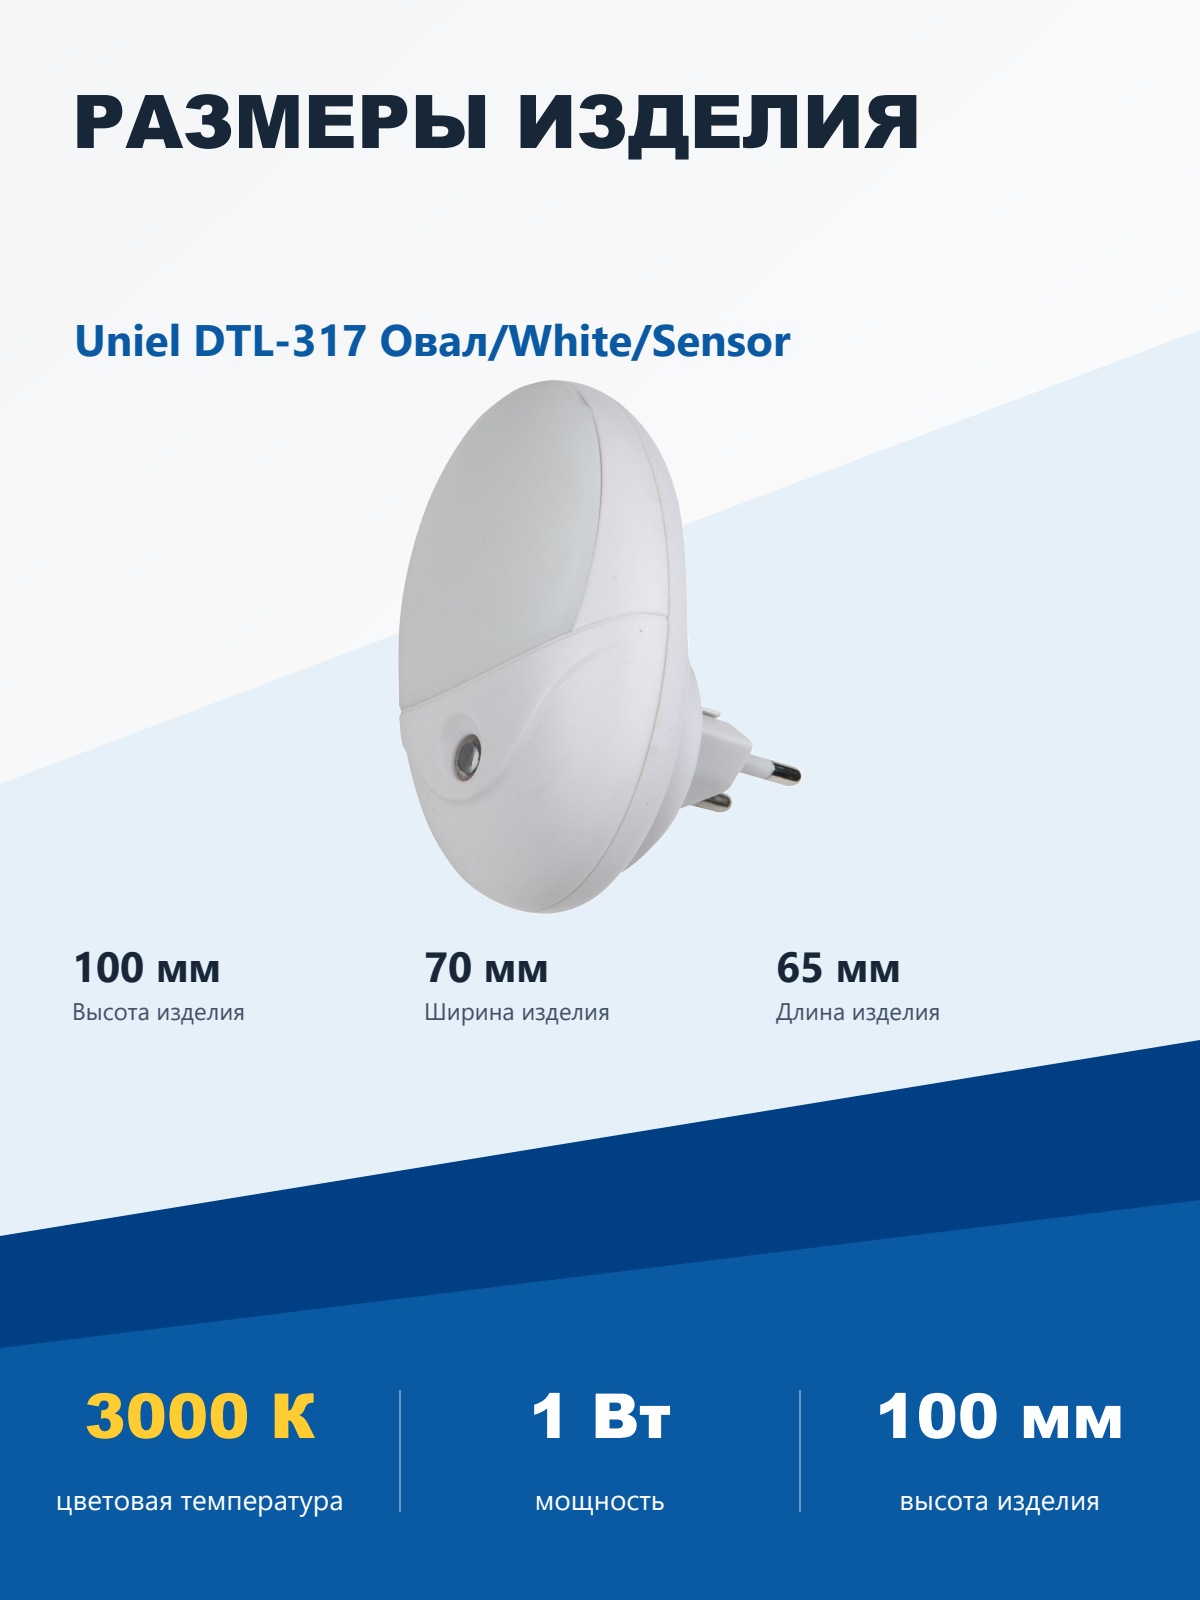 РАЗМЕРЫ ИЗДЕЛИЯ
Uniel DTL-317 Овал/White/Sensor
100 мм
Высота изделия
70 мм
Ширина изделия
65 мм
Длина изделия
3000 К
цветовая температура
1 Вт
мощность
100 мм
высота изделия